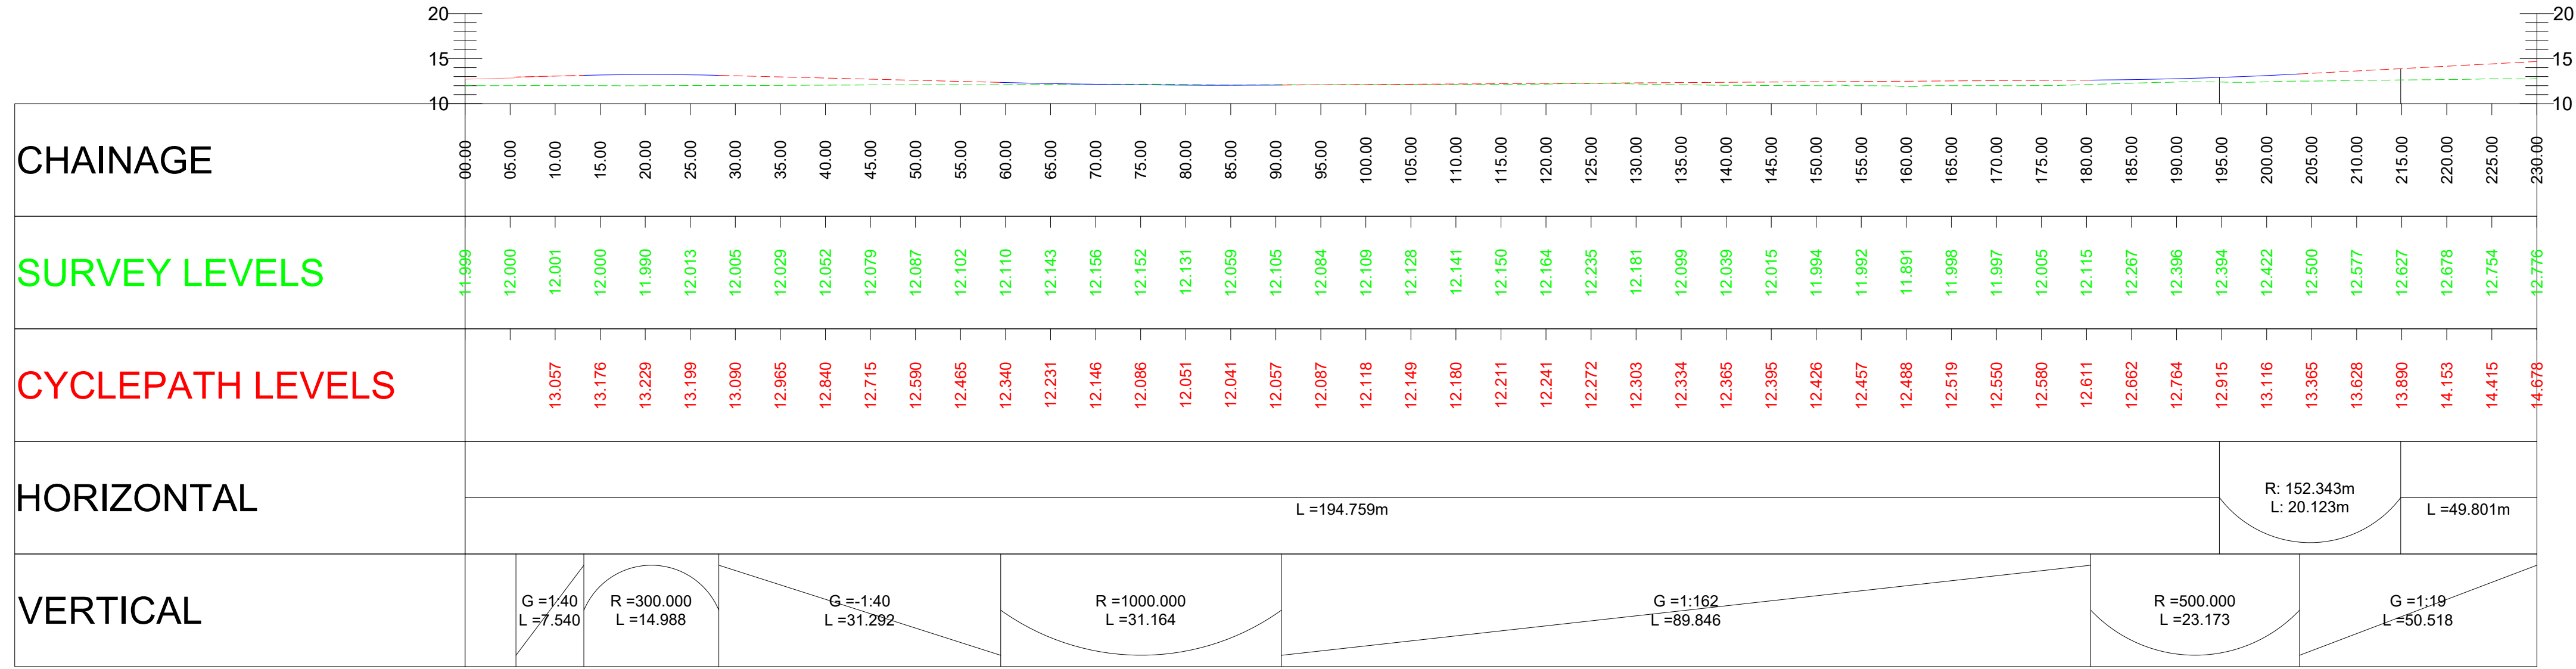 20
20
15
15
10
10
CHAINAGE
00.00 05.00 10.00 15.00 20.00 25.00 30.00 35.00 40.00 45.00 50.00 55.00 60.00 65.00 70.00 75.00 80.00 85.00 90.00 95.00 100.00 105.00 110.00 115.00 120.00 125.00 130.00 135.00 140.00 145.00 150.00 155.00 160.00 165.00 170.00 175.00 180.00 185.00 190.00 195.00 200.00 205.00 210.00 215.00 220.00 225.00 230.00
SURVEY LEVELS
11.999 12.000 12.001 12.000 11.990 12.013 12.005 12.029 12.052 12.079 12.087 12.102 12.110 12.143 12.156 12.152 12.131 12.059 12.105 12.084 12.109 12.128 12.141 12.150 12.164 12.235 12.181 12.099 12.039 12.015 11.994 11.992 11.891 11.998 11.997 12.005 12.115 12.267 12.396 12.394 12.422 12.500 12.577 12.627 12.678 12.754 12.776
CYCLEPATH LEVELS
13.057 13.176 13.229 13.199 13.090 12.965 12.840 12.715 12.590 12.465 12.340 12.231 12.146 12.086 12.051 12.041 12.057 12.087 12.118 12.149 12.180 12.211 12.241 12.272 12.303 12.334 12.365 12.395 12.426 12.457 12.488 12.519 12.550 12.580 12.611 12.662 12.764 12.915 13.116 13.365 13.628 13.890 14.153 14.415 14.678
HORIZONTAL
L =194.759m
R: 152.343m
L: 20.123m
L =49.801m
VERTICAL
G =1:40
L =7.540
R =300.000
L =14.988
G =-1:40
L =31.292
R =1000.000
L =31.164
G =1:162
L =89.846
R =500.000
L =23.173
G =1:19
L =50.518